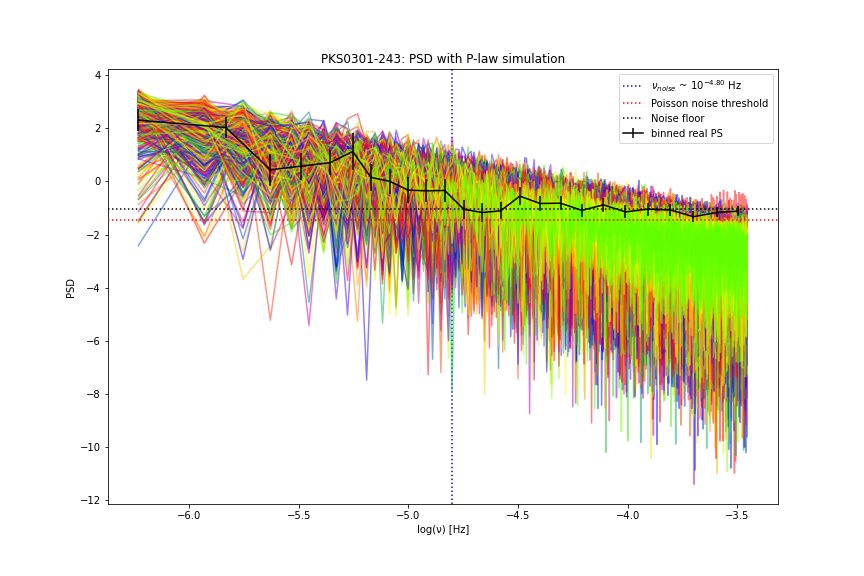 PKS0301-243: PSD with P-law simulation
ν_noise ~ 10^−4.80 Hz
Poisson noise threshold
Noise floor
binned real PS
4
2
0
−2
−4
−6
−8
−10
−12
PSD
−6.0 −5.5 −5.0 −4.5 −4.0 −3.5
log(ν) [Hz]